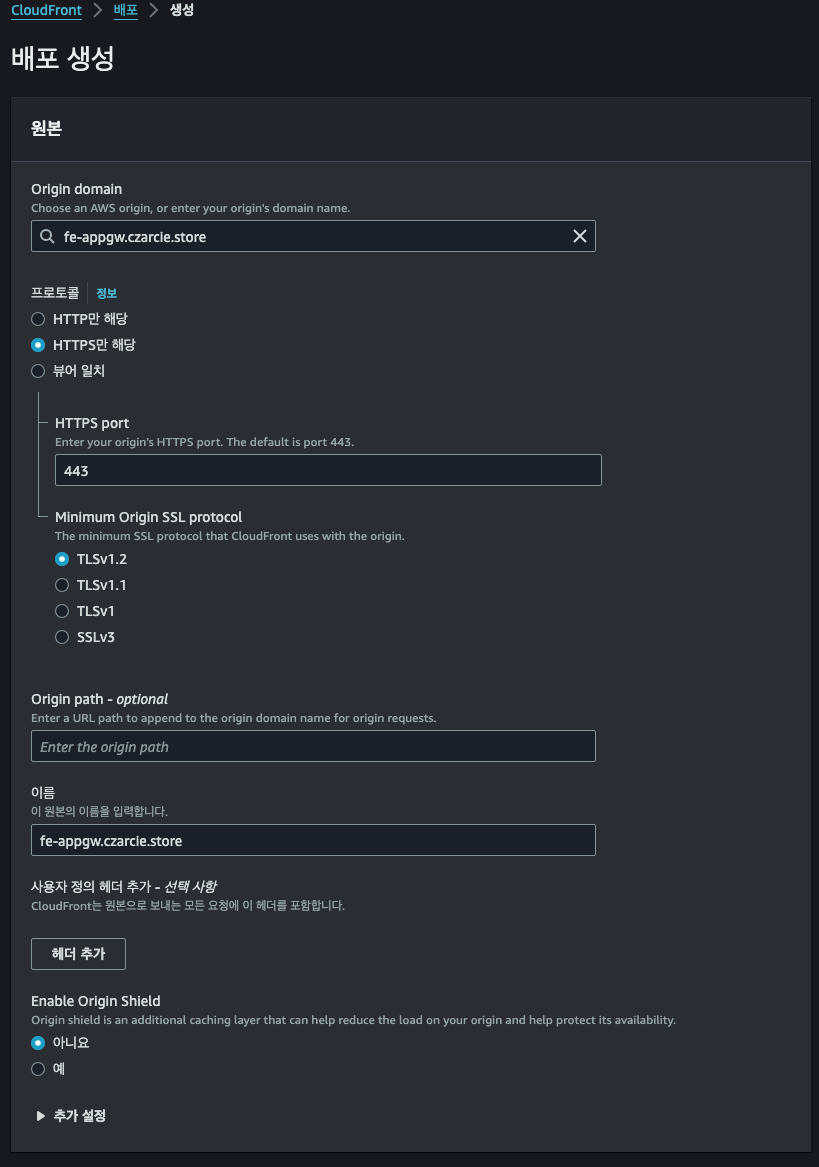 CloudFront > 배포 > 생성
배포 생성
원본
Origin domain
Choose an AWS origin, or enter your origin's domain name.
fe-appgw.czarcie.store
프로토콜 | 정보
HTTP만 해당
HTTPS만 해당
뷰어 일치
HTTPS port
Enter your origin's HTTPS port. The default is port 443.
443
Minimum Origin SSL protocol
The minimum SSL protocol that CloudFront uses with the origin.
TLSv1.2
TLSv1.1
TLSv1
SSLv3
Origin path - optional
Enter a URL path to append to the origin domain name for origin requests.
Enter the origin path
이름
이 원본의 이름을 입력합니다.
fe-appgw.czarcie.store
사용자 정의 헤더 추가 - 선택 사항
CloudFront는 원본으로 보내는 모든 요청에 이 헤더를 포함합니다.
헤더 추가
Enable Origin Shield
Origin shield is an additional caching layer that can help reduce the load on your origin and help protect its availability.
아니요
예
추가 설정